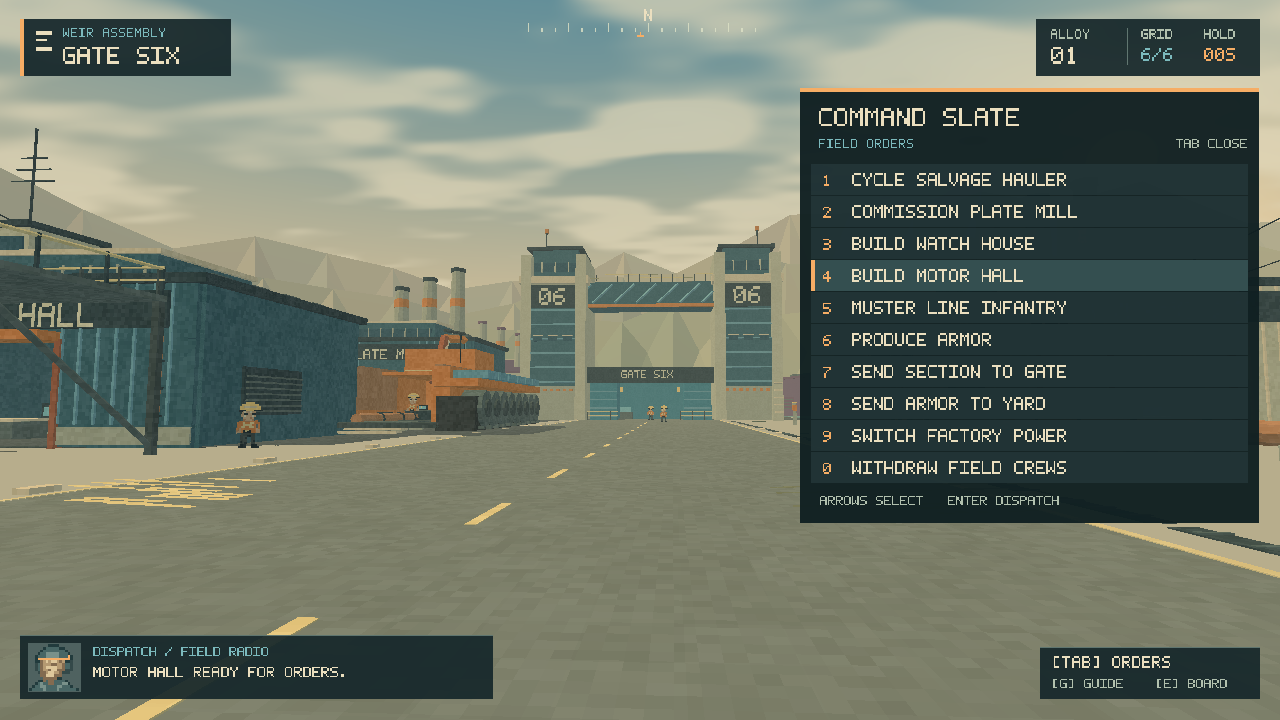 WEIR ASSEMBLY
GATE SIX
N
ALLOY GRID HOLD
01 6/6 005
COMMAND SLATE
FIELD ORDERS TAB CLOSE
1 CYCLE SALVAGE HAULER
2 COMMISSION PLATE MILL
3 BUILD WATCH HOUSE
4 BUILD MOTOR HALL
5 MUSTER LINE INFANTRY
6 PRODUCE ARMOR
7 SEND SECTION TO GATE
8 SEND ARMOR TO YARD
9 SWITCH FACTORY POWER
0 WITHDRAW FIELD CREWS
ARROWS SELECT ENTER DISPATCH
06 06
HALL
LATE M
GATE SIX
DISPATCH / FIELD RADIO
MOTOR HALL READY FOR ORDERS.
[TAB] ORDERS
[G] GUIDE [E] BOARD